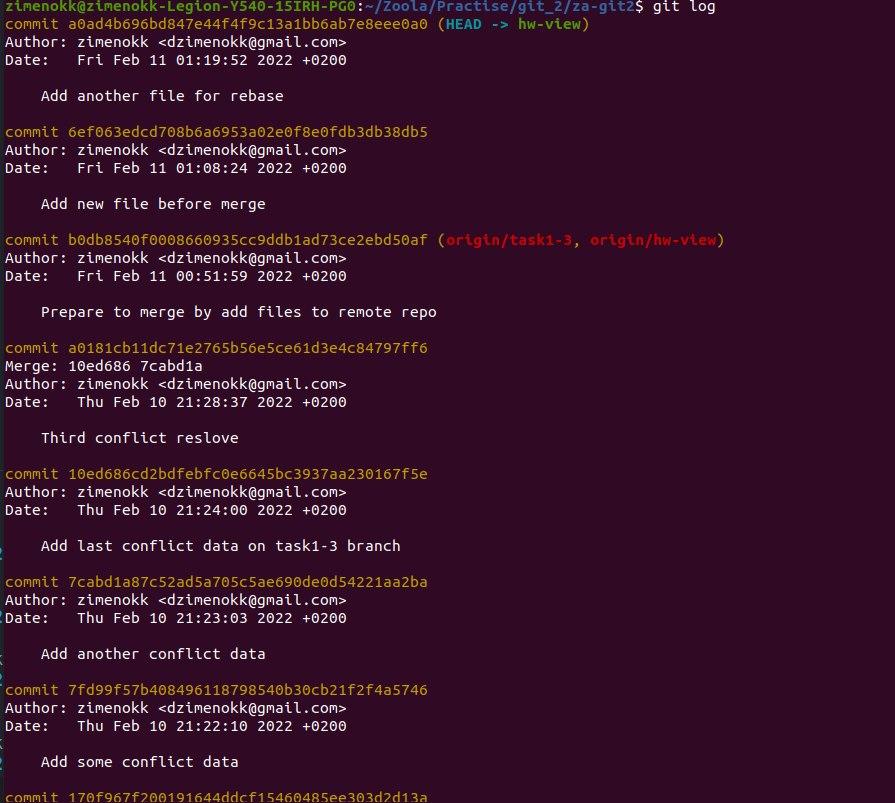 zimenokk@zimenokk-Legion-Y540-15IRH-PG0:~/Zoola/Practise/git_2/za-git2$ git log
commit a0ad4b696bd847e44f4f9c13a1bb6ab7e8eee0a0 (HEAD -> hw-view)
Author: zimenokk <dzimenokk@gmail.com>
Date:   Fri Feb 11 01:19:52 2022 +0200
    Add another file for rebase
commit 6ef063edcd708b6a6953a02e0f8e0fdb3db38db5
Author: zimenokk <dzimenokk@gmail.com>
Date:   Fri Feb 11 01:08:24 2022 +0200
    Add new file before merge
commit b0db8540f0008660935cc9ddb1ad73ce2ebd50af (origin/task1-3, origin/hw-view)
Author: zimenokk <dzimenokk@gmail.com>
Date:   Fri Feb 11 00:51:59 2022 +0200
    Prepare to merge by add files to remote repo
commit a0181cb11dc71e2765b56e5ce61d3e4c84797ff6
Merge: 10ed686 7cabd1a
Author: zimenokk <dzimenokk@gmail.com>
Date:   Thu Feb 10 21:28:37 2022 +0200
    Third conflict reslove
commit 10ed686cd2bdfebfc0e6645bc3937aa230167f5e
Author: zimenokk <dzimenokk@gmail.com>
Date:   Thu Feb 10 21:24:00 2022 +0200
    Add last conflict data on task1-3 branch
commit 7cabd1a87c52ad5a705c5ae690de0d54221aa2ba
Author: zimenokk <dzimenokk@gmail.com>
Date:   Thu Feb 10 21:23:03 2022 +0200
    Add another conflict data
commit 7fd99f57b408496118798540b30cb21f2f4a5746
Author: zimenokk <dzimenokk@gmail.com>
Date:   Thu Feb 10 21:22:10 2022 +0200
    Add some conflict data
commit 170f967f200191644ddcf15460485ee303d2d13a